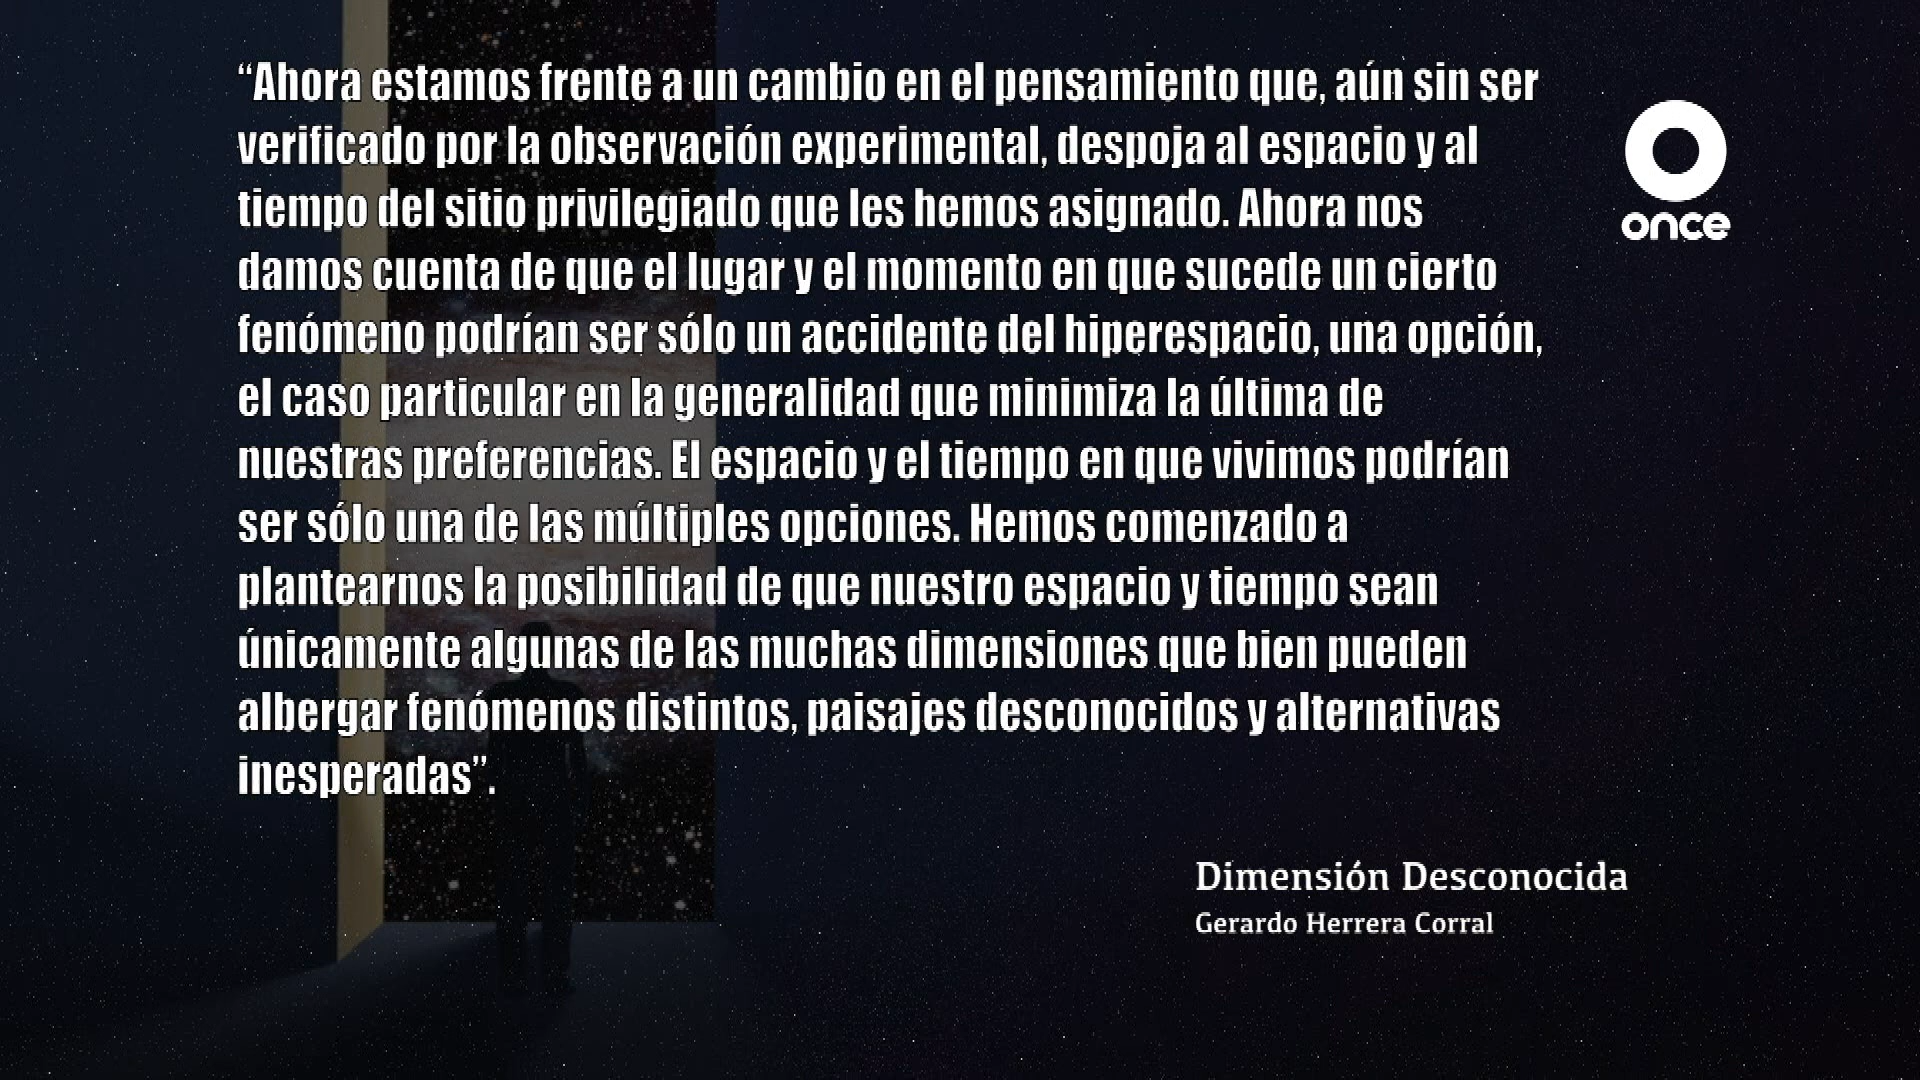 “Ahora estamos frente a un cambio en el pensamiento que, aún sin ser
verificado por la observación experimental, despoja al espacio y al
tiempo del sitio privilegiado que les hemos asignado. Ahora nos
damos cuenta de que el lugar y el momento en que sucede un cierto
fenómeno podrían ser sólo un accidente del hiperespacio, una opción,
el caso particular en la generalidad que minimiza la última de
nuestras preferencias. El espacio y el tiempo en que vivimos podrían
ser sólo una de las múltiples opciones. Hemos comenzado a
plantearnos la posibilidad de que nuestro espacio y tiempo sean
únicamente algunas de las muchas dimensiones que bien pueden
albergar fenómenos distintos, paisajes desconocidos y alternativas
inesperadas”.
once
Dimensión Desconocida
Gerardo Herrera Corral